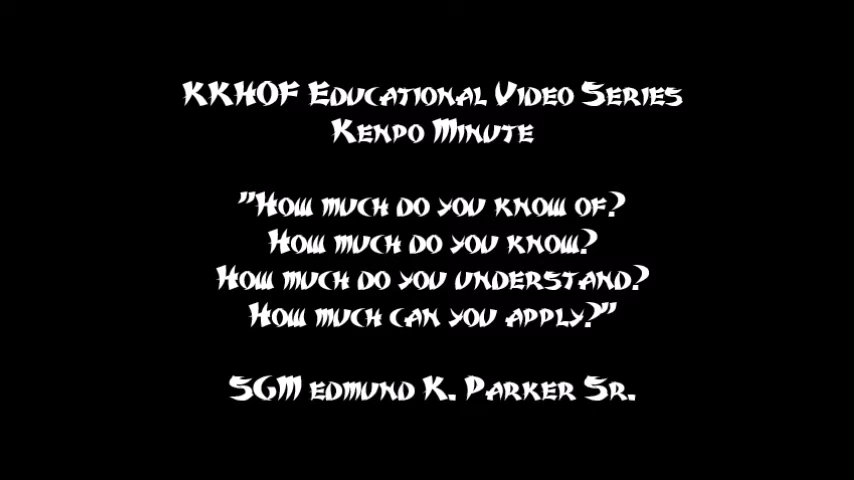 KKHOF Educational Video Series
Kenpo Minute
"How much do you know of?
How much do you know?
How much do you understand?
How much can you apply?"
SGM Edmund K. Parker Sr.